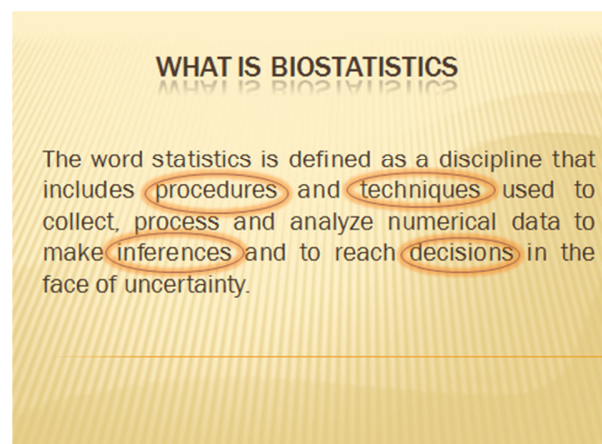 WHAT IS BIOSTATISTICS
The word statistics is defined as a discipline that
includes procedures and techniques used to
collect, process and analyze numerical data to
make inferences and to reach decisions in the
face of uncertainty.